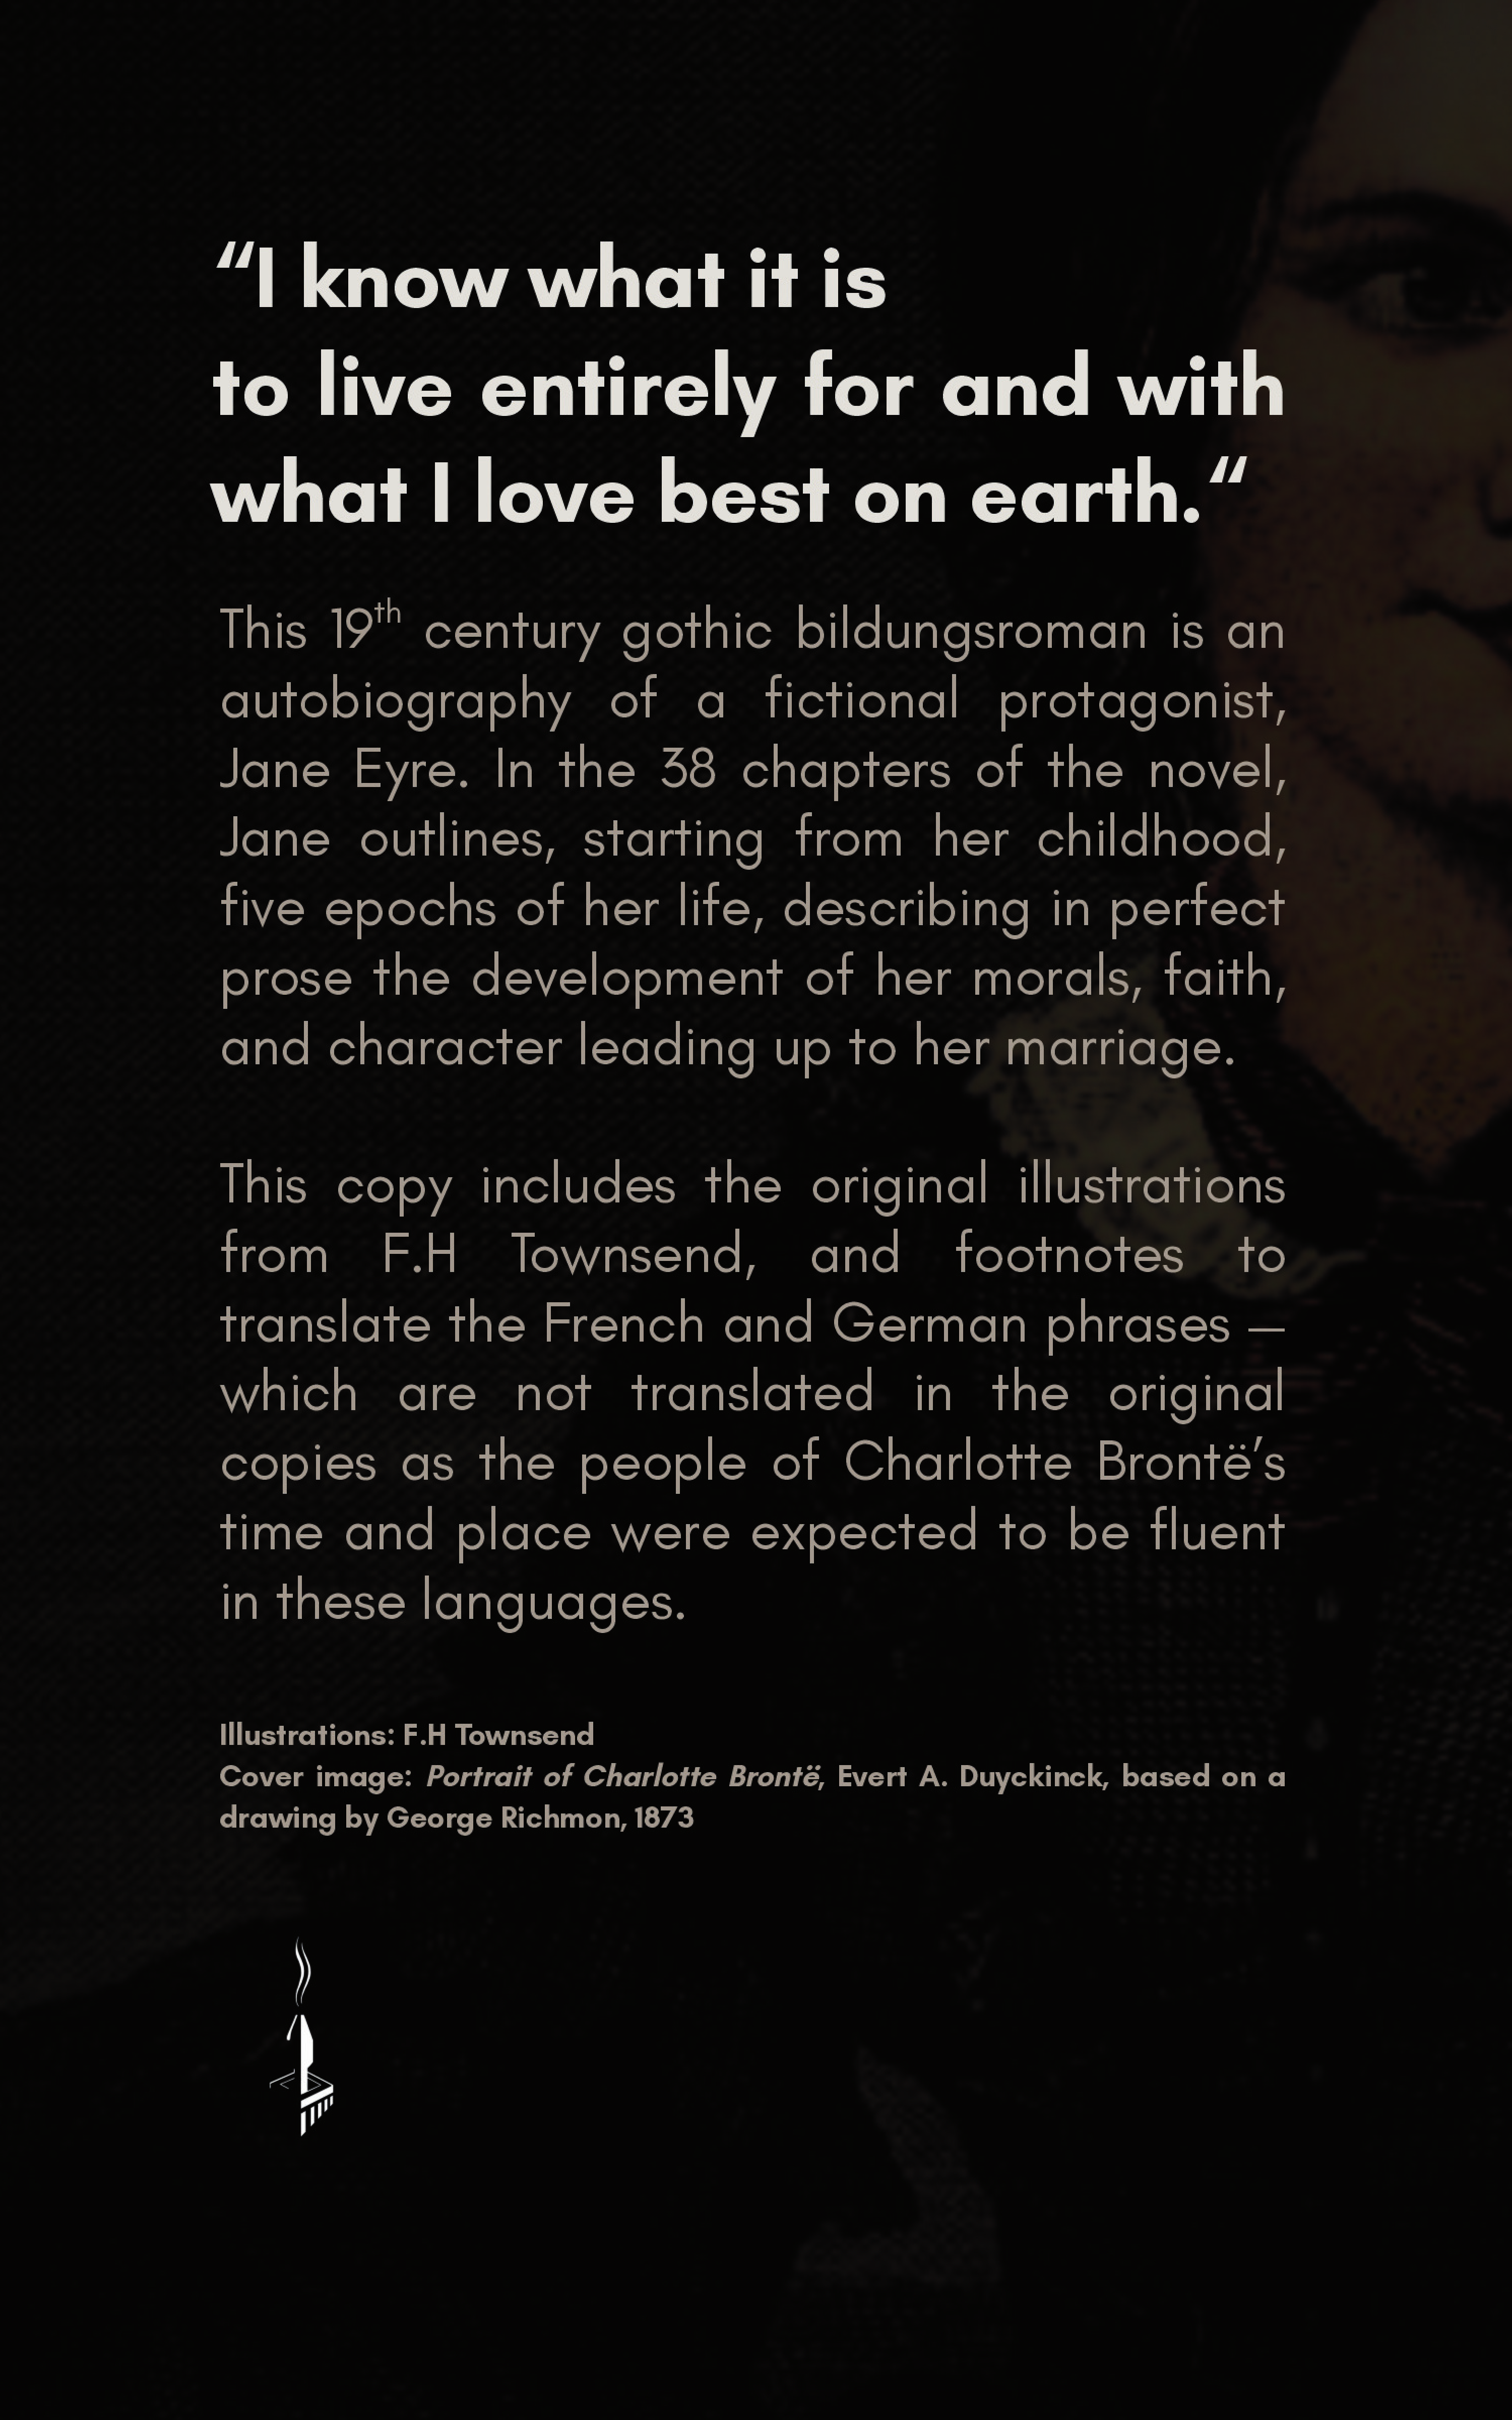 “I know what it is
to live entirely for and with
what I love best on earth.“
This 19th century gothic bildungsroman is an
autobiography of a fictional protagonist,
Jane Eyre. In the 38 chapters of the novel,
Jane outlines, starting from her childhood,
five epochs of her life, describing in perfect
prose the development of her morals, faith,
and character leading up to her marriage.
This copy includes the original illustrations
from F.H Townsend, and footnotes to
translate the French and German phrases —
which are not translated in the original
copies as the people of Charlotte Brontë’s
time and place were expected to be fluent
in these languages.
Illustrations: F.H Townsend
Cover image: Portrait of Charlotte Brontë, Evert A. Duyckinck, based on a
drawing by George Richmon, 1873